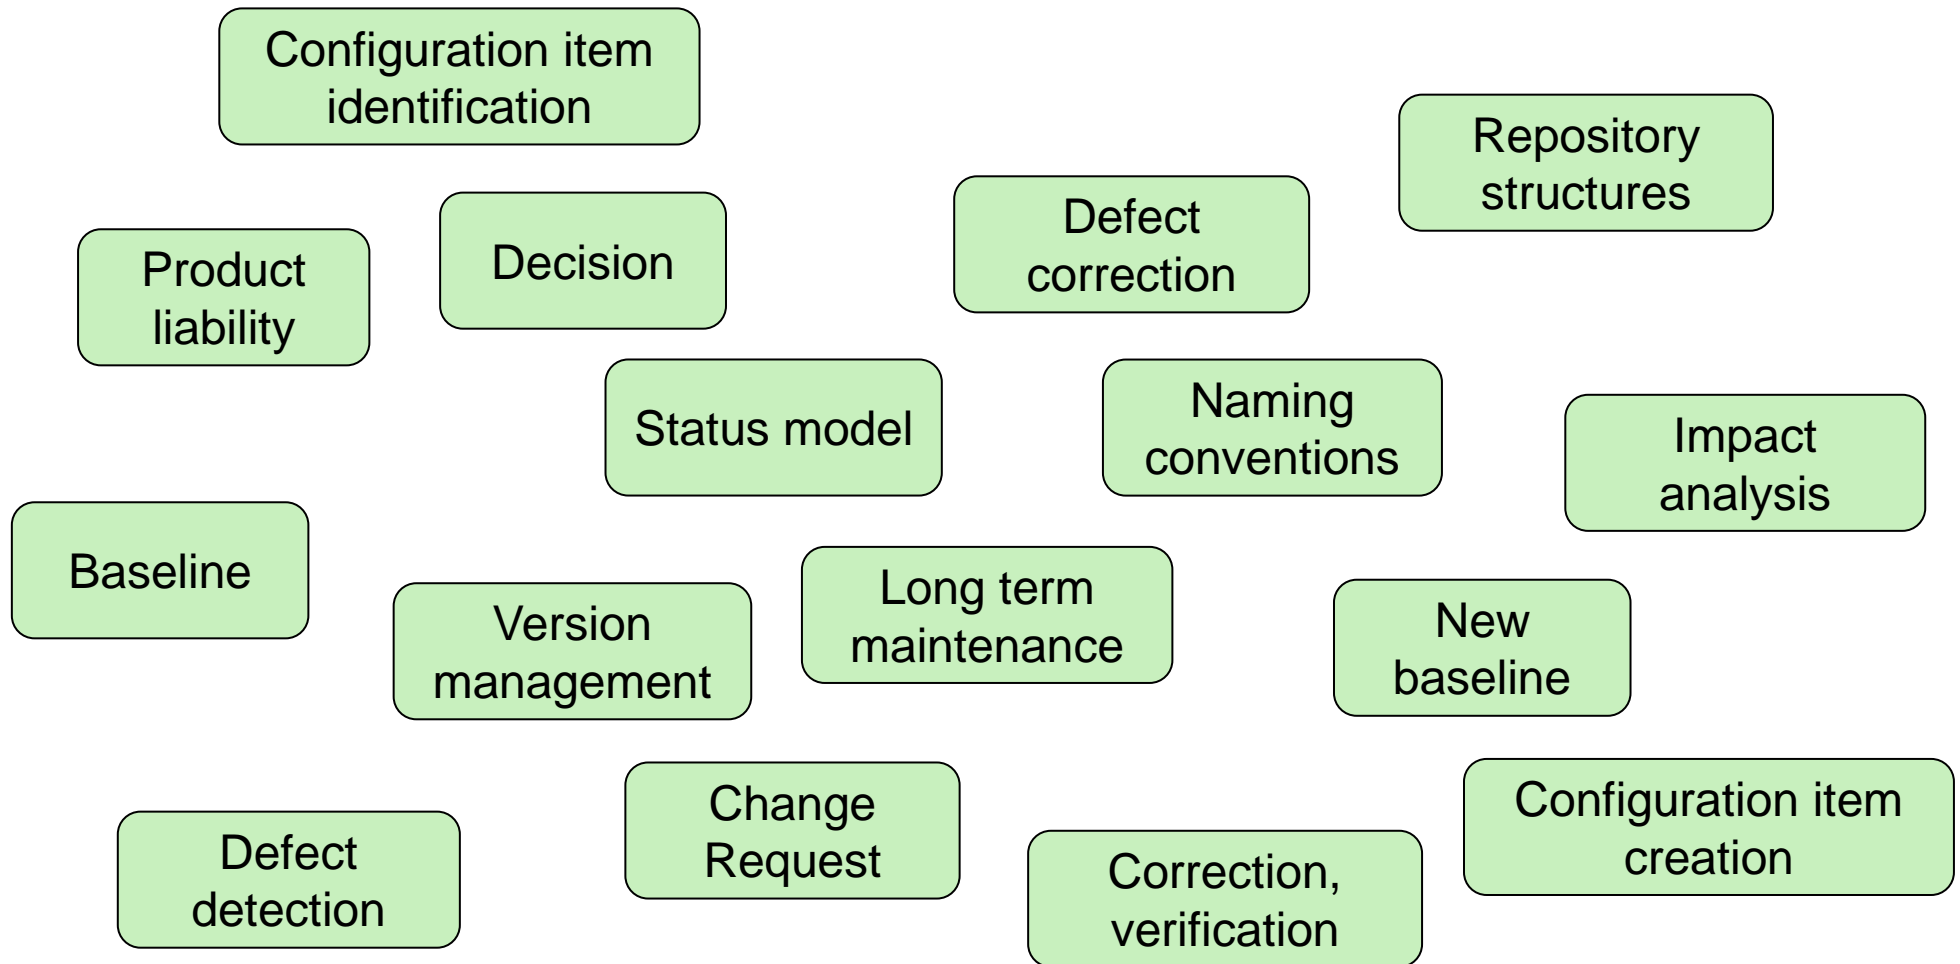 Configuration item
identification
Repository
structures
Defect
correction
Decision
Product
liability
Status model
Naming
conventions
Impact
analysis
Baseline
Long term
maintenance
Version
management
New
baseline
Change
Request
Configuration item
creation
Defect
detection
Correction,
verification